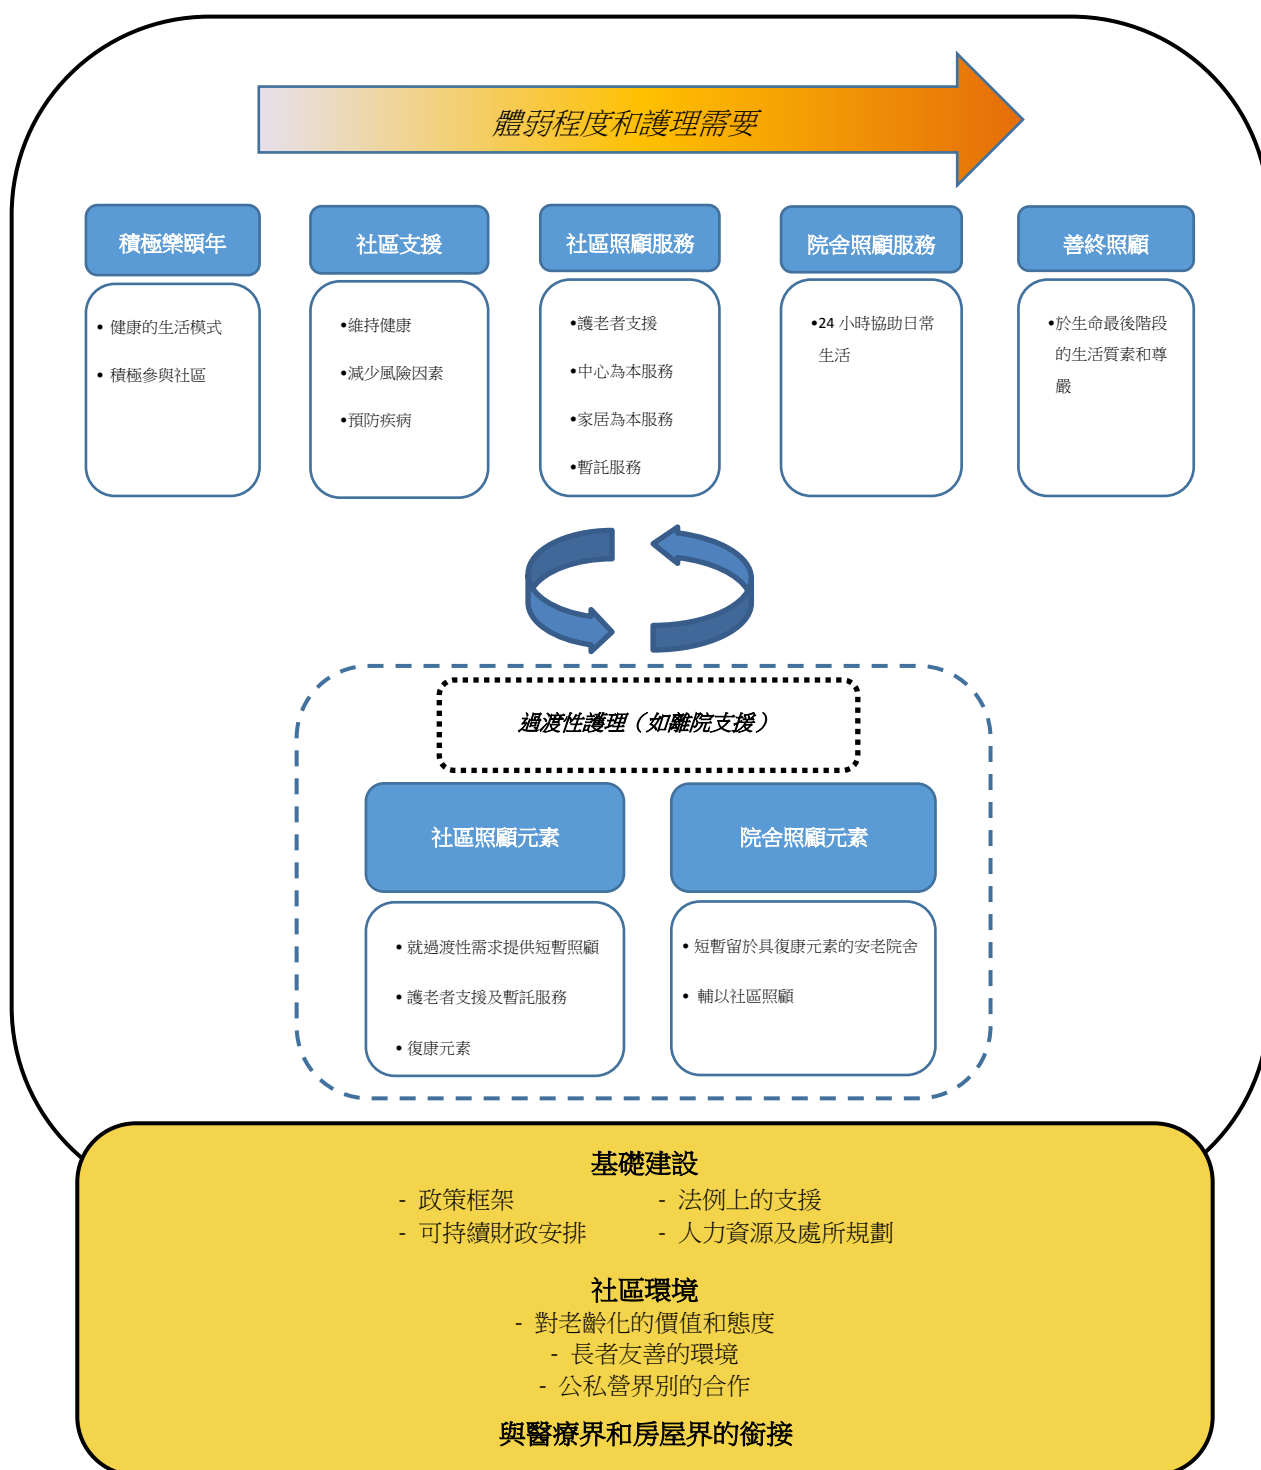 體弱程度和護理需要
積極樂頤年
• 健康的生活模式
• 積極參與社區
社區支援
•維持健康
•減少風險因素
•預防疾病
社區照顧服務
•護老者支援
•中心為本服務
•家居為本服務
•暫託服務
院舍照顧服務
•24 小時協助日常
生活
善終照顧
•於生命最後階段
的生活質素和尊
嚴
過渡性護理（如離院支援）
社區照顧元素
• 就過渡性需求提供短暫照顧
• 護老者支援及暫託服務
• 復康元素
院舍照顧元素
• 短暫留於具復康元素的安老院舍
• 輔以社區照顧
基礎建設
- 政策框架 - 法例上的支援
- 可持續財政安排 - 人力資源及處所規劃
社區環境
- 對老齡化的價值和態度
- 長者友善的環境
- 公私營界別的合作
與醫療界和房屋界的銜接